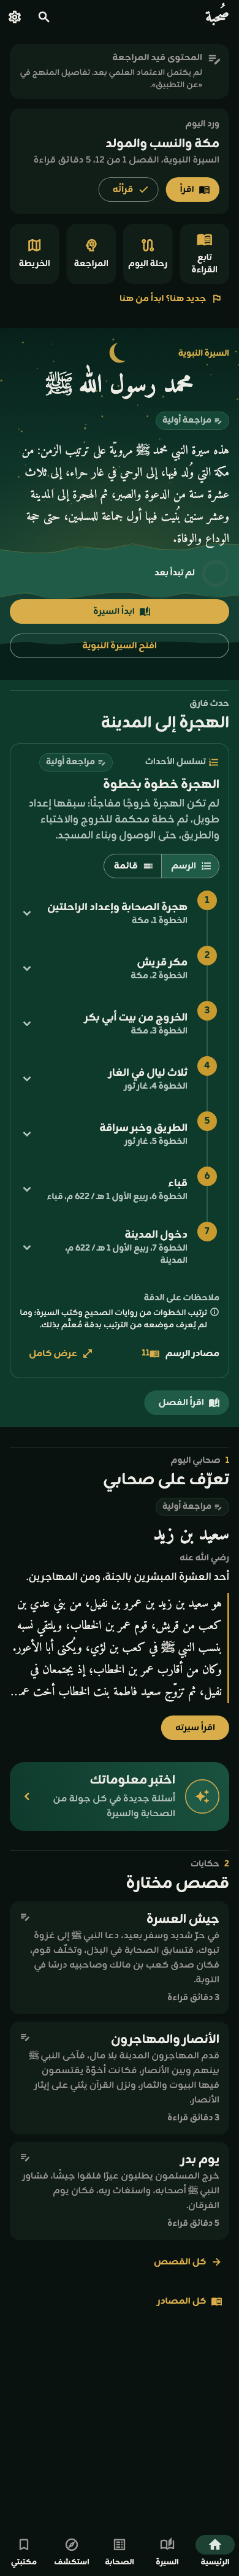 صُحبة
المحتوى قيد المراجعة
لم يكتمل الاعتماد العلمي بعد. تفاصيل المنهج في
«عن التطبيق».
ورد اليوم
مكة والنسب والمولد
السيرة النبوية، الفصل 1 من 12، 5 دقائق قراءة
اقرأ
قرأتُه
تابع
القراءة
رحلة اليوم
المراجعة
الخريطة
جديد هنا؟ ابدأ من هنا
السيرة النبوية
محمد رسول الله ﷺ
مراجعة أولية
هذه سيرة النبي محمد ﷺ مرويّة على ترتيب الزمن: من
مكة التي وُلد فيها، إلى الوحي في غار حراء، إلى ثلاث
عشرة سنة من الدعوة والصبر، ثم الهجرة إلى المدينة
وعشر سنين بُنيت فيها أول جماعة للمسلمين، حتى حجة
الوداع والوفاة.
لم تبدأ بعد
ابدأ السيرة
افتح السيرة النبوية
حدث فارق
الهجرة إلى المدينة
تسلسل الأحداث
مراجعة أولية
الهجرة خطوة بخطوة
لم تكن الهجرة خروجًا مفاجئًا؛ سبقها إعداد
طويل، ثم خطة محكمة للخروج والاختباء
والطريق، حتى الوصول وبناء المسجد.
الرسم
قائمة
1
هجرة الصحابة وإعداد الراحلتين
الخطوة 1، مكة
2
مكر قريش
الخطوة 2، مكة
3
الخروج من بيت أبي بكر
الخطوة 3، مكة
4
ثلاث ليال في الغار
الخطوة 4، غار ثور
5
الطريق وخبر سراقة
الخطوة 5، غار ثور
6
قباء
الخطوة 6، ربيع الأول 1 هـ / 622 م، قباء
7
دخول المدينة
الخطوة 7، ربيع الأول 1 هـ / 622 م،
المدينة
ملاحظات على الدقة
ترتيب الخطوات من روايات الصحيح وكتب السيرة؛ وما
لم يُعرف موضعه من الترتيب بدقة مُعلَّم بذلك.
مصادر الرسم
11
عرض كامل
اقرأ الفصل
1 صحابي اليوم
تعرّف على صحابي
مراجعة أولية
سعيد بن زيد
رضي الله عنه
أحد العشرة المبشرين بالجنة، ومن المهاجرين.
هو سعيد بن زيد بن عمرو بن نفيل، من بني عدي بن
كعب من قريش، قوم عمر بن الخطاب، ويلتقي نسبه
بنسب النبي ﷺ في كعب بن لؤي، ويُكنى أبا الأعور.
وكان من أقارب عمر بن الخطاب؛ إذ يجتمعان في
نفيل، ثم تزوّج سعيد فاطمة بنت الخطاب أخت عمر...
اقرأ سيرته
اختبر معلوماتك
أسئلة جديدة في كل جولة من
الصحابة والسيرة
2 حكايات
قصص مختارة
جيش العسرة
في حرّ شديد وسفر بعيد، دعا النبي ﷺ إلى غزوة
تبوك، فتسابق الصحابة في البذل، وتخلّف قوم،
فكان صدق كعب بن مالك وصاحبيه درسًا في
التوبة.
3 دقائق قراءة
الأنصار والمهاجرون
قدم المهاجرون المدينة بلا مال، فآخى النبي ﷺ
بينهم وبين الأنصار، فكانت أخوّة يقتسمون
فيها البيوت والثمار، ونزل القرآن يثني على إيثار
الأنصار.
3 دقائق قراءة
يوم بدر
خرج المسلمون يطلبون عيرًا فلقوا جيشًا، فشاور
النبي ﷺ أصحابه، واستغاث ربه، فكان يوم
الفرقان.
5 دقائق قراءة
كل القصص
كل المصادر
الرئيسية
السيرة
الصحابة
استكشف
مكتبتي